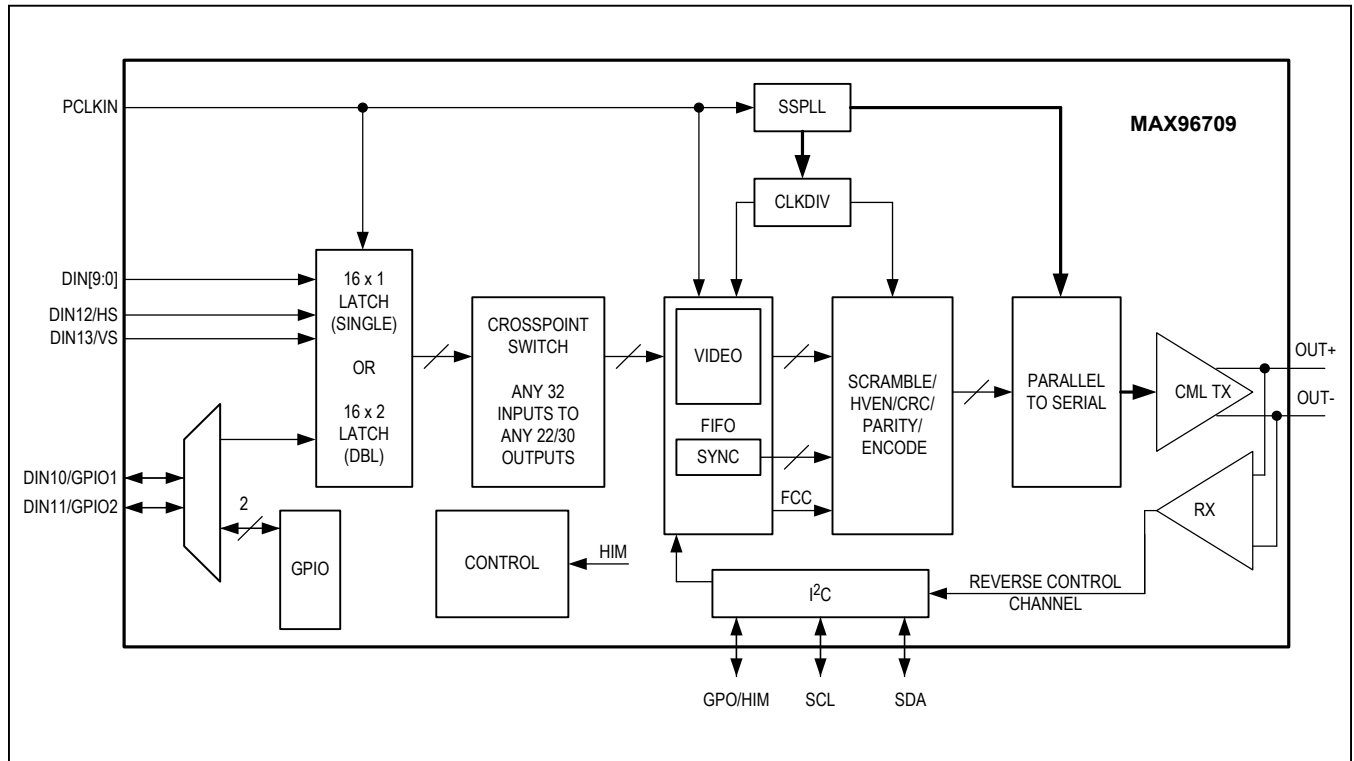 PCLKIN
SSPLL
MAX96709
CLKDIV
DIN[9:0]
DIN12/HS
DIN13/VS
16 x 1
LATCH
(SINGLE)
OR
16 x 2
LATCH
(DBL)
CROSSPOINT
SWITCH
ANY 32
INPUTS TO
ANY 22/30
OUTPUTS
VIDEO
FIFO
SYNC
FCC
SCRAMBLE/
HVEN/CRC/
PARITY/
ENCODE
PARALLEL
TO SERIAL
CML TX
OUT+
OUT-
RX
DIN10/GPIO1
DIN11/GPIO2
2
GPIO
CONTROL
HIM
I2C
REVERSE CONTROL
CHANNEL
GPO/HIM
SCL
SDA